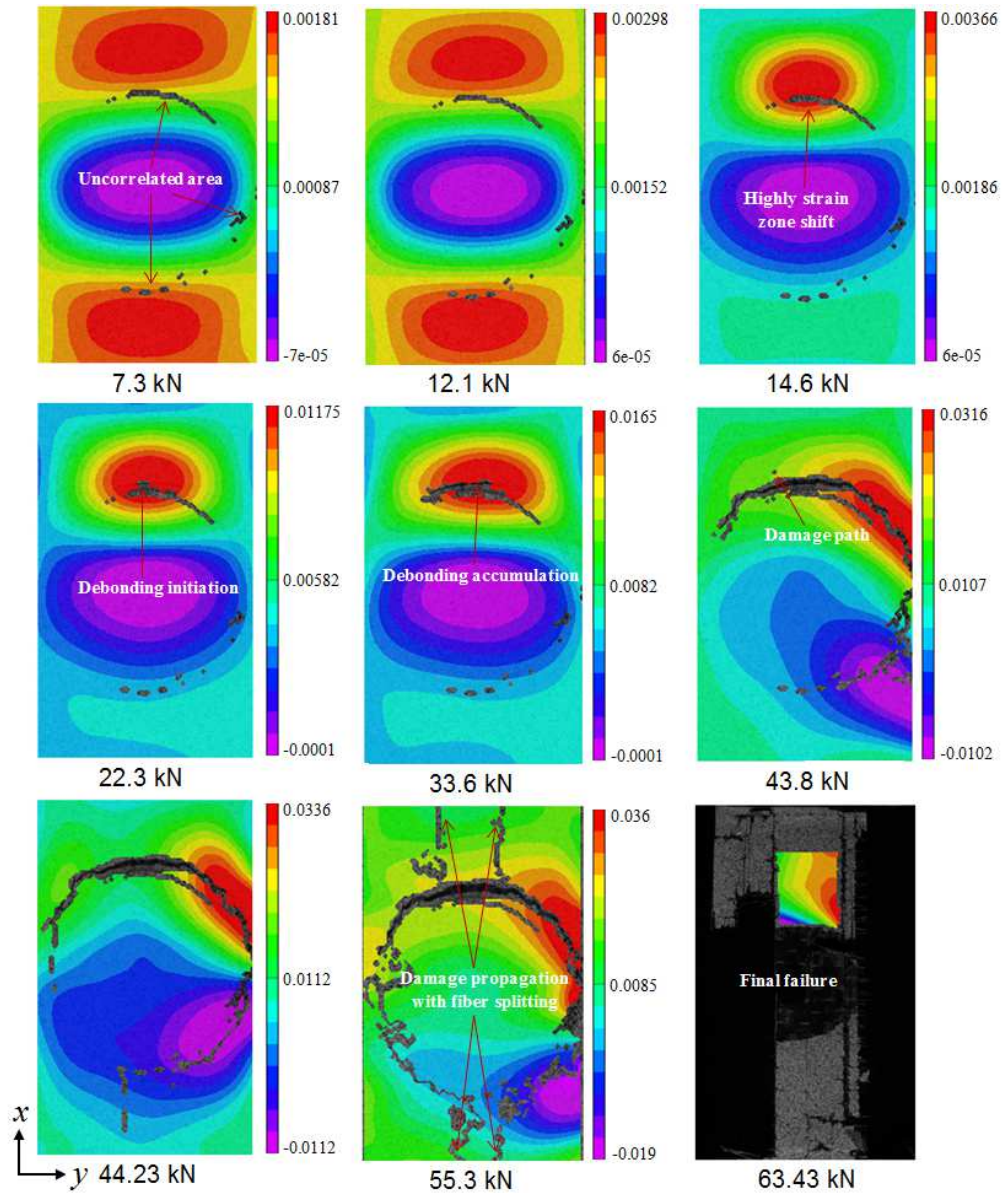 0.00181
Uncorrelated area
0.00087
-7e-05
7.3 kN
0.00298
0.00152
6e-05
12.1 kN
0.00366
Highly strain
zone shift
0.00186
6e-05
14.6 kN
0.01175
Debonding initiation
0.00582
-0.0001
22.3 kN
0.0165
Debonding accumulation
0.0082
-0.0001
33.6 kN
0.0316
Damage path
0.0107
-0.0102
43.8 kN
0.0336
0.0112
-0.0112
x
y
44.23 kN
0.036
Damage propagation
with fiber splitting
0.0085
-0.019
55.3 kN
Final failure
63.43 kN